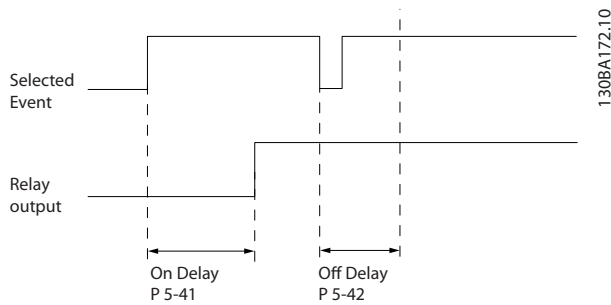 130BA172.10
Selected
Event
Relay
output
On Delay
P 5-41
Off Delay
P 5-42